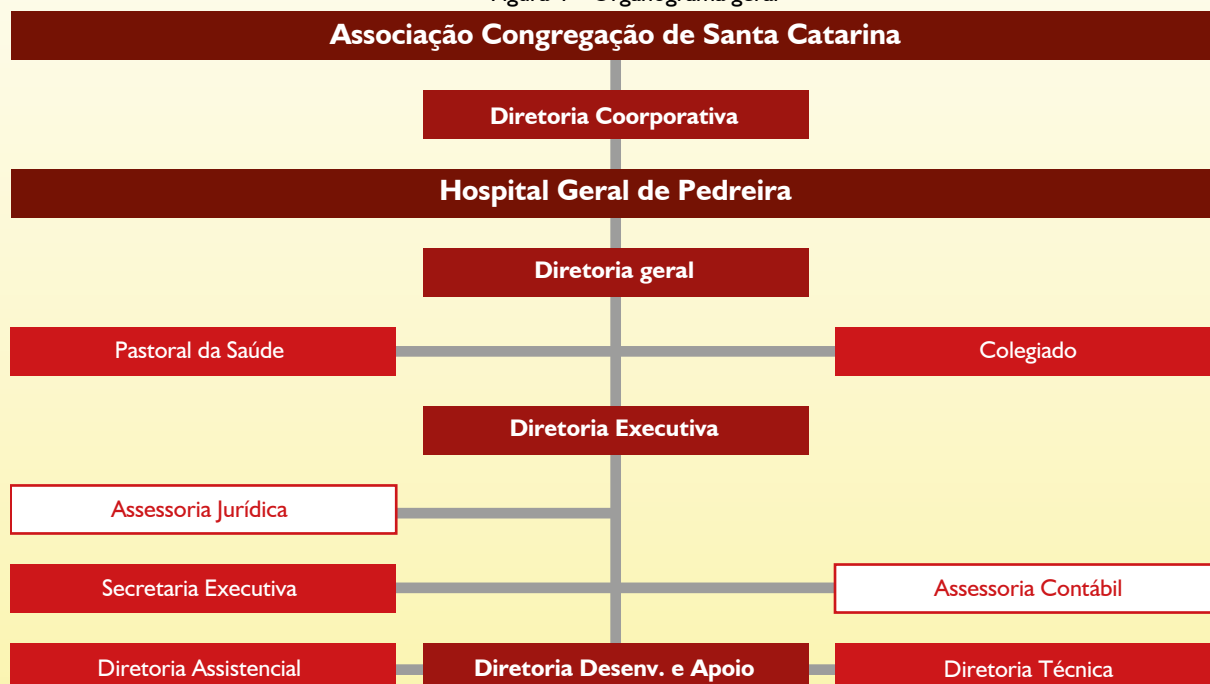 Associação Congregação de Santa Catarina
Diretoria Coorporativa
Hospital Geral de Pedreira
Diretoria geral
Pastoral da Saúde
Colegiado
Diretoria Executiva
Assessoria Jurídica
Secretaria Executiva
Assessoria Contábil
Diretoria Assistencial
Diretoria Desenv. e Apoio
Diretoria Técnica